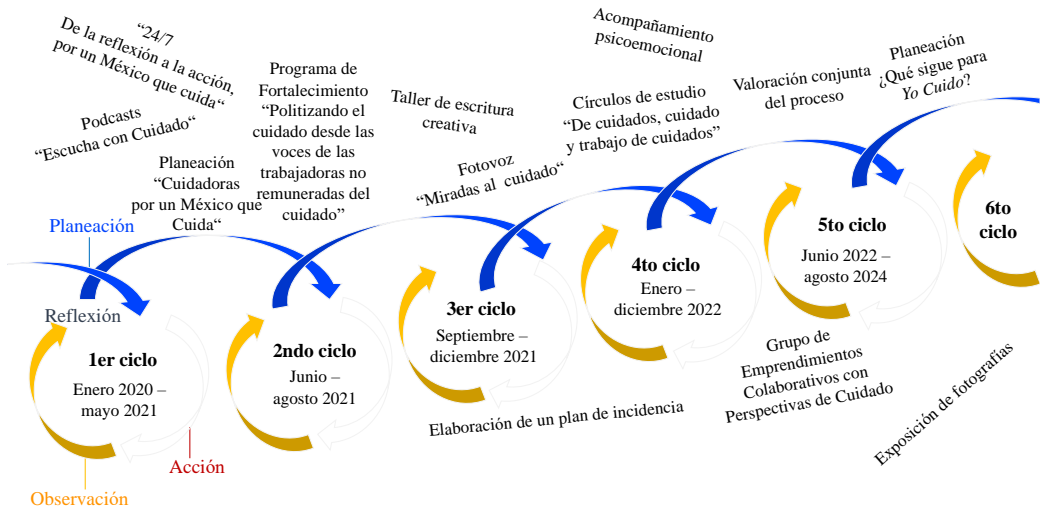 “24/7
De la reflexión a la acción,
por un México que cuida“
Podcasts
“Escucha con Cuidado“
Planeación
“Cuidadoras
por un México que
Cuida“
Programa de
Fortalecimiento
“Politizando el
cuidado desde las
voces de las
trabajadoras no
remuneradas del
cuidado”
Taller de escritura
creativa
Fotovoz
“Miradas al cuidado“
Acompañamiento
psicoemocional
Círculos de estudio
“De cuidados, cuidado
y trabajo de cuidados”
Valoración conjunta
del proceso
Planeación
¿Qué sigue para
Yo Cuido?
Planeación
Reflexión
1er ciclo
Enero 2020 –
mayo 2021
Acción
Observación
2ndo ciclo
Junio –
agosto 2021
3er ciclo
Septiembre –
diciembre 2021
4to ciclo
Enero –
diciembre 2022
5to ciclo
Junio 2022 –
agosto 2024
6to
ciclo
Elaboración de un plan de incidencia
Grupo de
Emprendimientos
Colaborativos con
Perspectivas de Cuidado
Exposición de fotografías